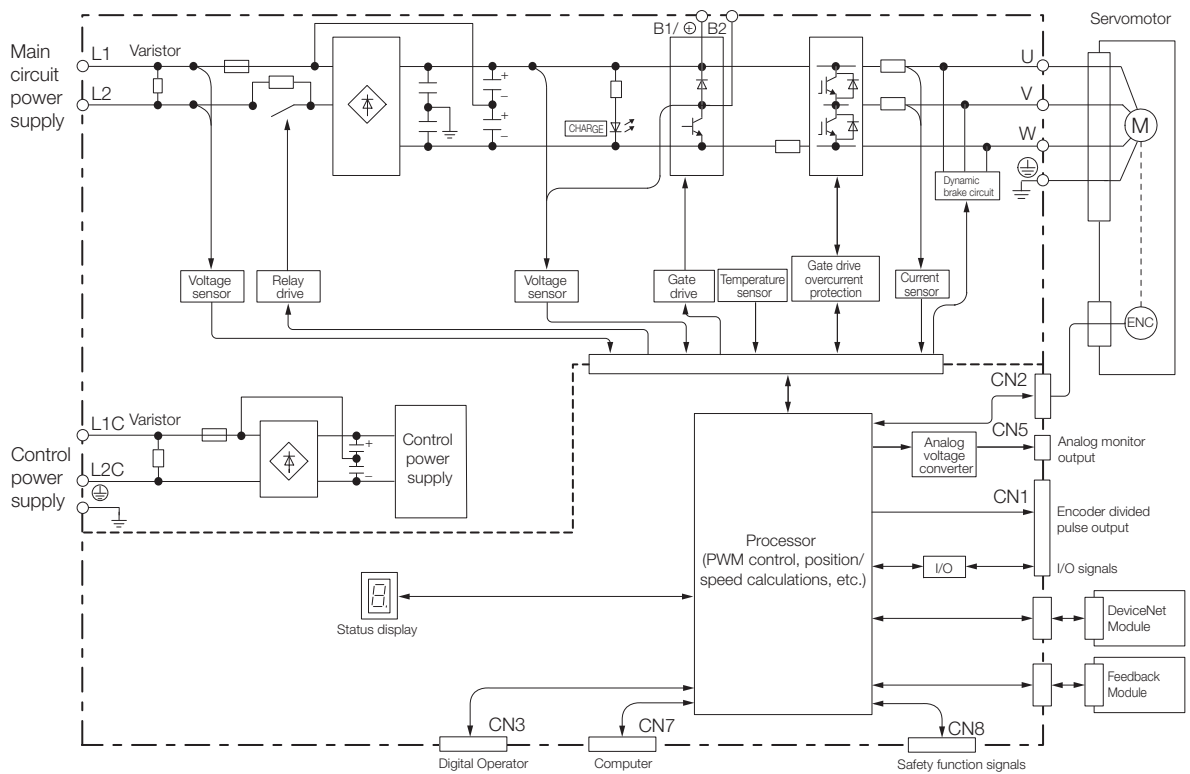 Servomotor
Main
circuit
power
supply
L1
Varistor
L2
B1/⊕
B2
CHARGE
U
V
W
M
Dynamic
brake circuit
Voltage
sensor
Relay
drive
Voltage
sensor
Gate
drive
Temperature
sensor
Gate drive
overcurrent
protection
Current
sensor
ENC
Control
power
supply
L1C
Varistor
L2C
+
–
+
–
+
–
Control
power
supply
CN2
CN5
Analog
voltage
converter
Analog monitor
output
CN1
Encoder divided
pulse output
Processor
(PWM control, position/
speed calculations, etc.)
I/O
I/O signals
8.
Status display
DeviceNet
Module
Feedback
Module
CN3
CN7
CN8
Digital Operator
Computer
Safety function signals